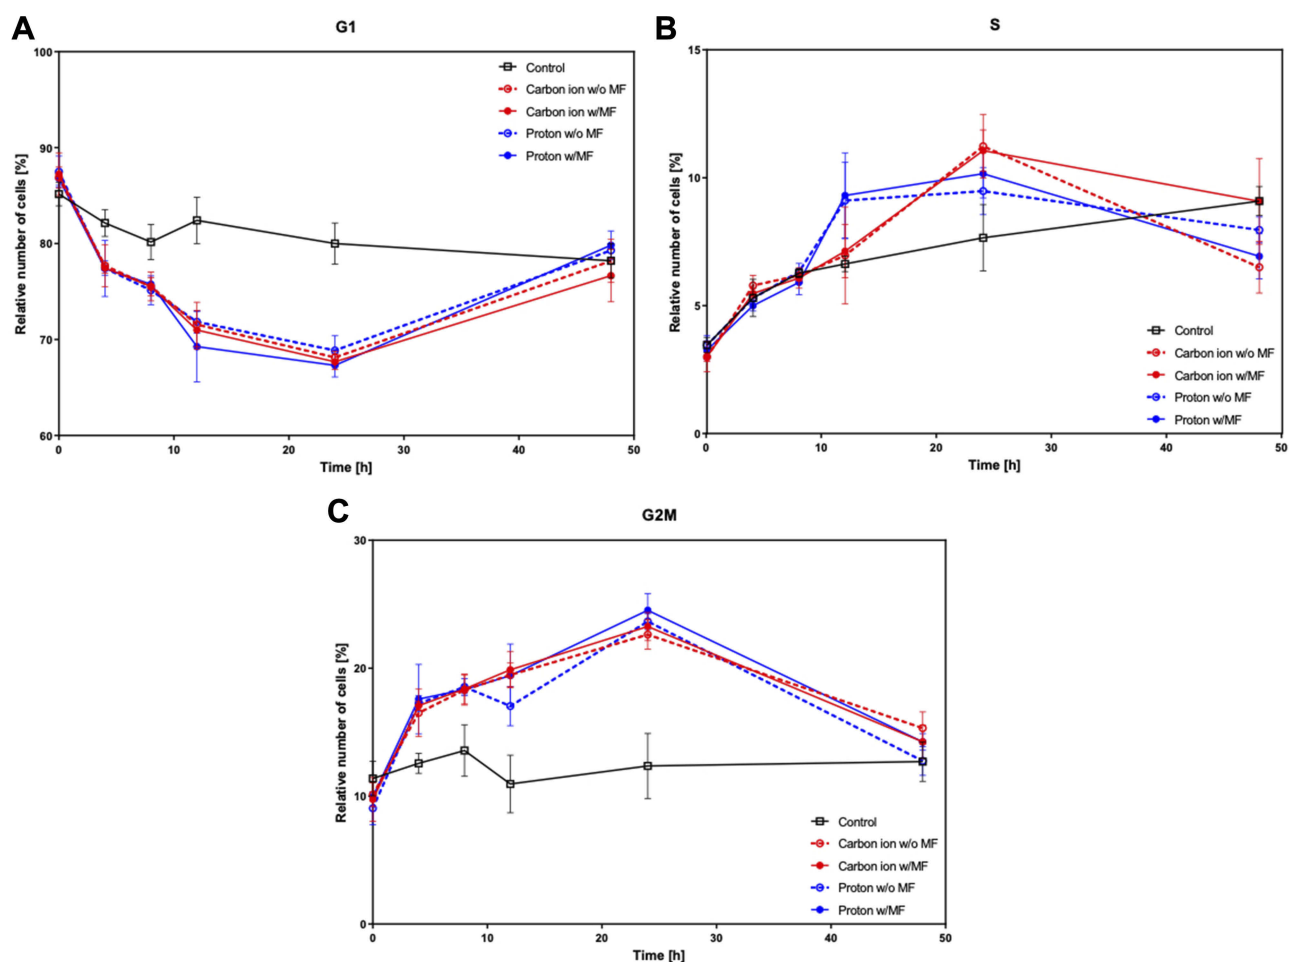 A
G1
100
90
80
70
60
Relative number of cells [%]
0
10
20
30
40
50
Time [h]
Control
Carbon ion w/o MF
Carbon ion w/MF
Proton w/o MF
Proton w/MF
B
S
15
10
5
0
Relative number of cells [%]
0
10
20
30
40
50
Time [h]
Control
Carbon ion w/o MF
Carbon ion w/MF
Proton w/o MF
Proton w/MF
C
G2M
30
20
10
0
Relative number of cells [%]
0
10
20
30
40
50
Time [h]
Control
Carbon ion w/o MF
Carbon ion w/MF
Proton w/o MF
Proton w/MF